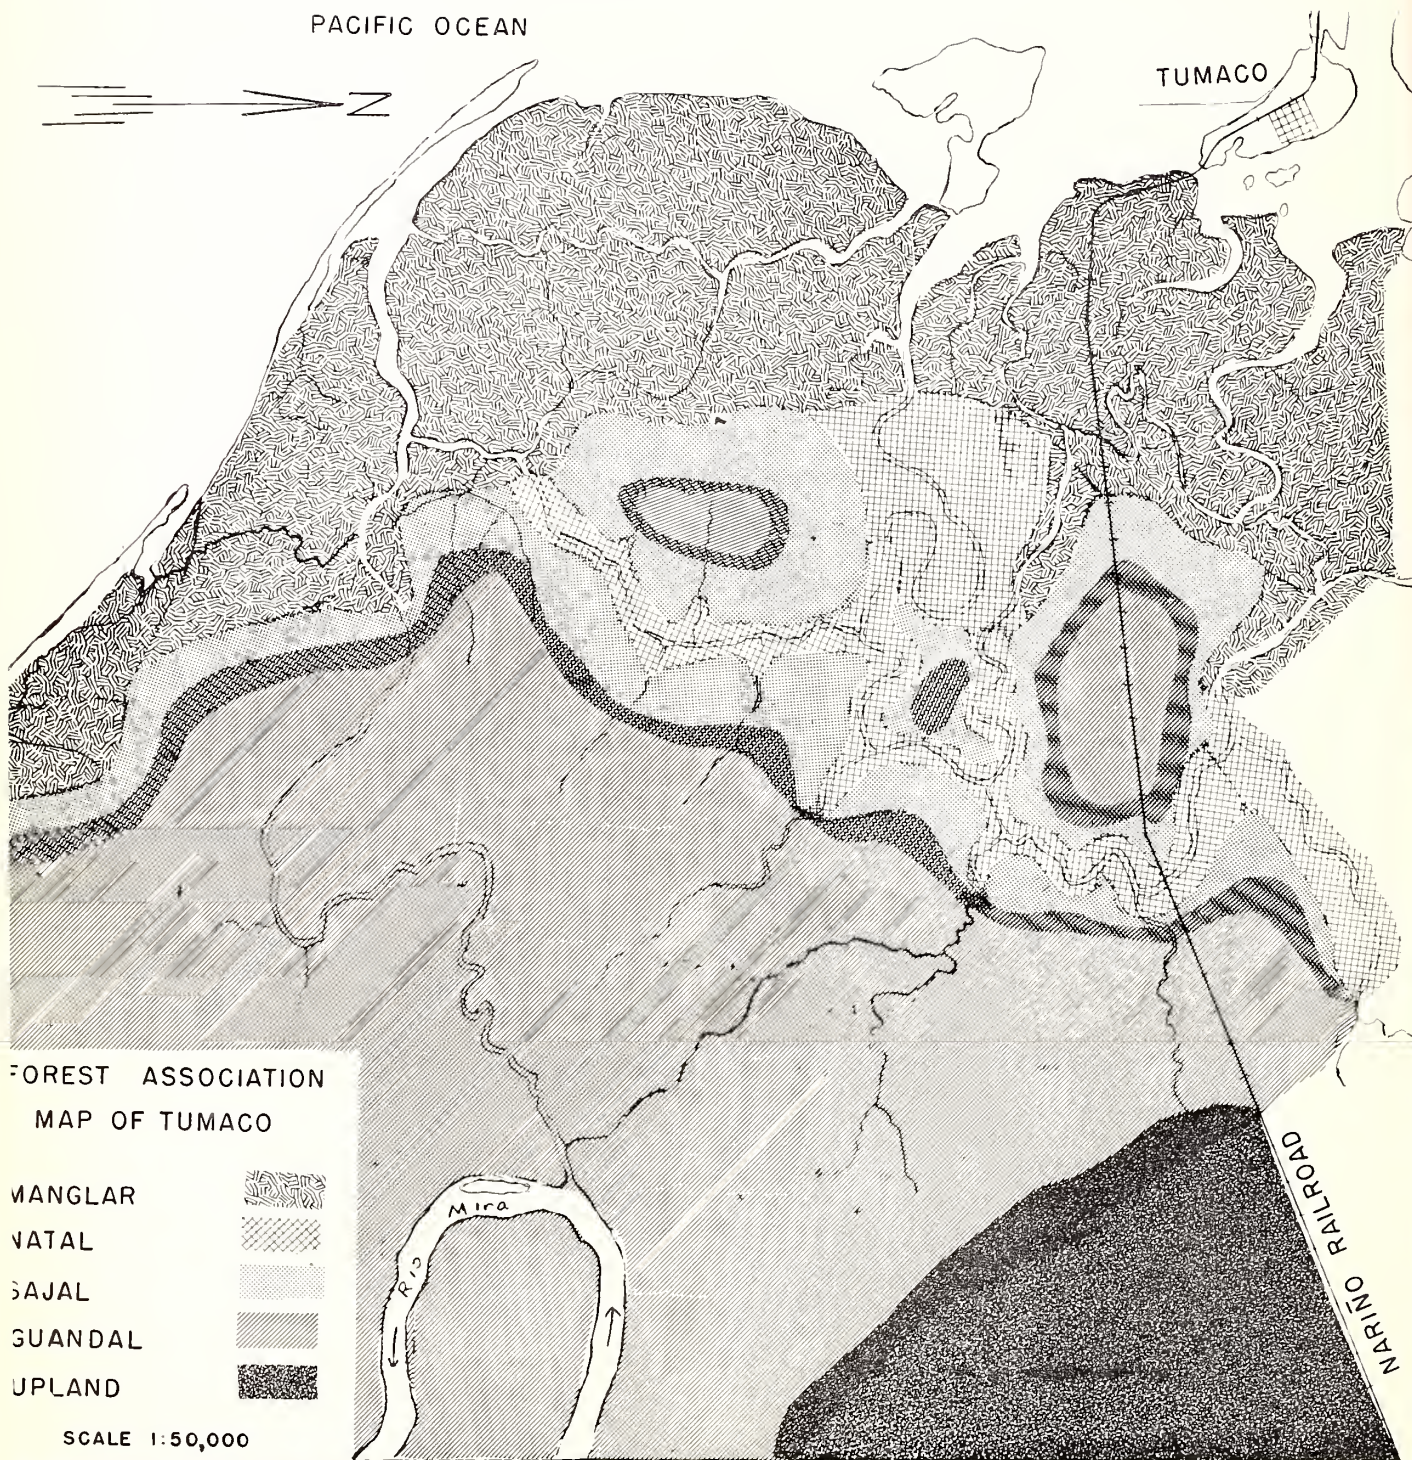 PACIFIC OCEAN
TUMACO
N
FOREST ASSOCIATION
MAP OF TUMACO
MANGLAR
NATAL
SAJAL
GUANDAL
UPLAND
SCALE 1:50,000
Rio Mira
NARIÑO RAILROAD